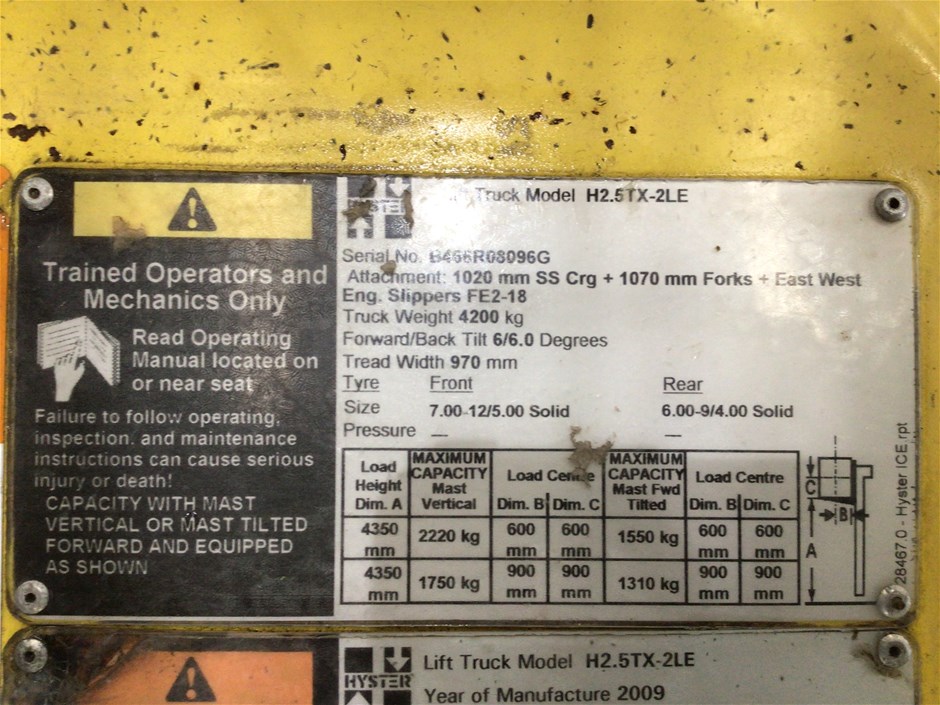 Trained Operators and
Mechanics Only
Read Operating
Manual located on
or near seat
Failure to follow operating,
inspection, and maintenance
instructions can cause serious
injury or death!
CAPACITY WITH MAST
VERTICAL OR MAST TILTED
FORWARD AND EQUIPPED
AS SHOWN
HYSTER
Truck Model H2.5TX-2LE
Serial No. B466R08096G
Attachment: 1020 mm SS Crg + 1070 mm Forks + East West
Eng. Slippers FE2-18
Truck Weight 4200 kg
Forward/Back Tilt 6/6.0 Degrees
Tread Width 970 mm
Tyre Front Rear
Size 7.00-12/5.00 Solid 6.00-9/4.00 Solid
Pressure — —
Load Height Dim. A MAXIMUM CAPACITY Mast Vertical Load Centre Dim. B Dim. C MAXIMUM CAPACITY Mast Fwd Tilted Load Centre Dim. B Dim. C
4350 mm 2220 kg 600 mm 600 mm 1550 kg 600 mm 600 mm
4350 mm 1750 kg 900 mm 900 mm 1310 kg 900 mm 900 mm
C
B
A
28467.0 - Hyster ICE.rpt
HYSTER
Lift Truck Model H2.5TX-2LE
Year of Manufacture 2009